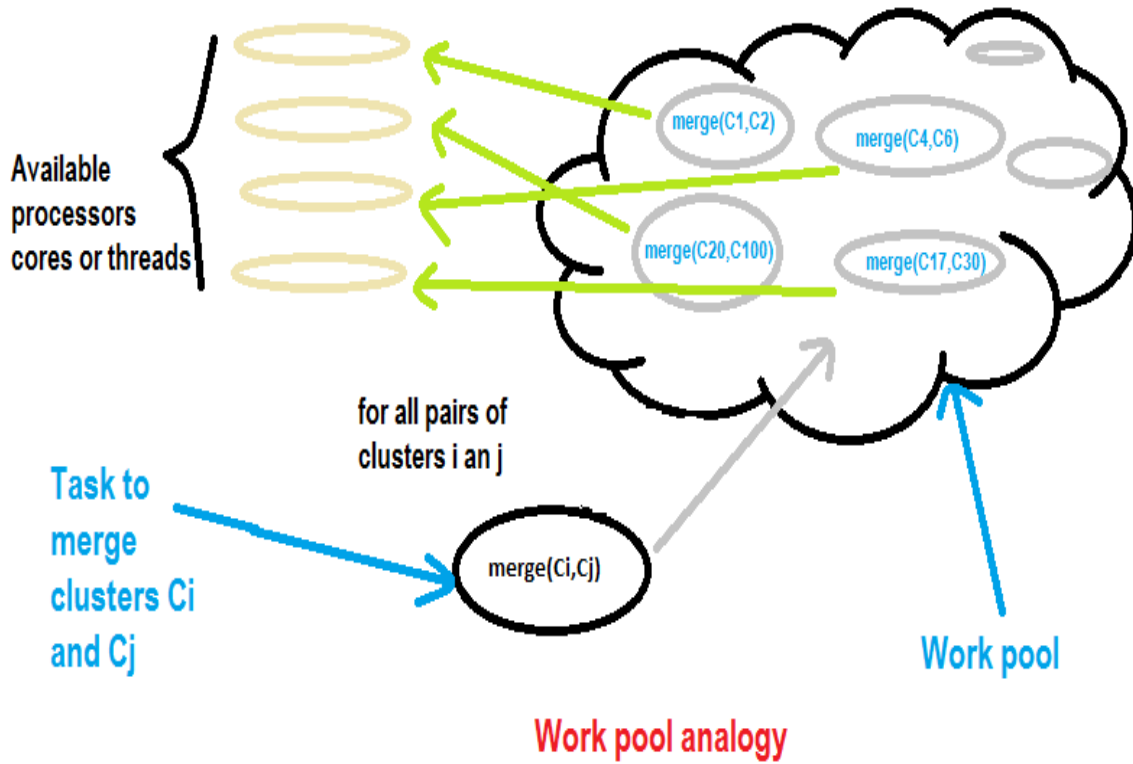 merge(C1,C2)
merge(C4,C6)
Available
processors
cores or threads
merge(C20,C100)
merge(C17,C30)
for all pairs of
clusters i an j
Task to
merge
clusters Ci
and Cj
merge(Ci,Cj)
Work pool
Work pool analogy